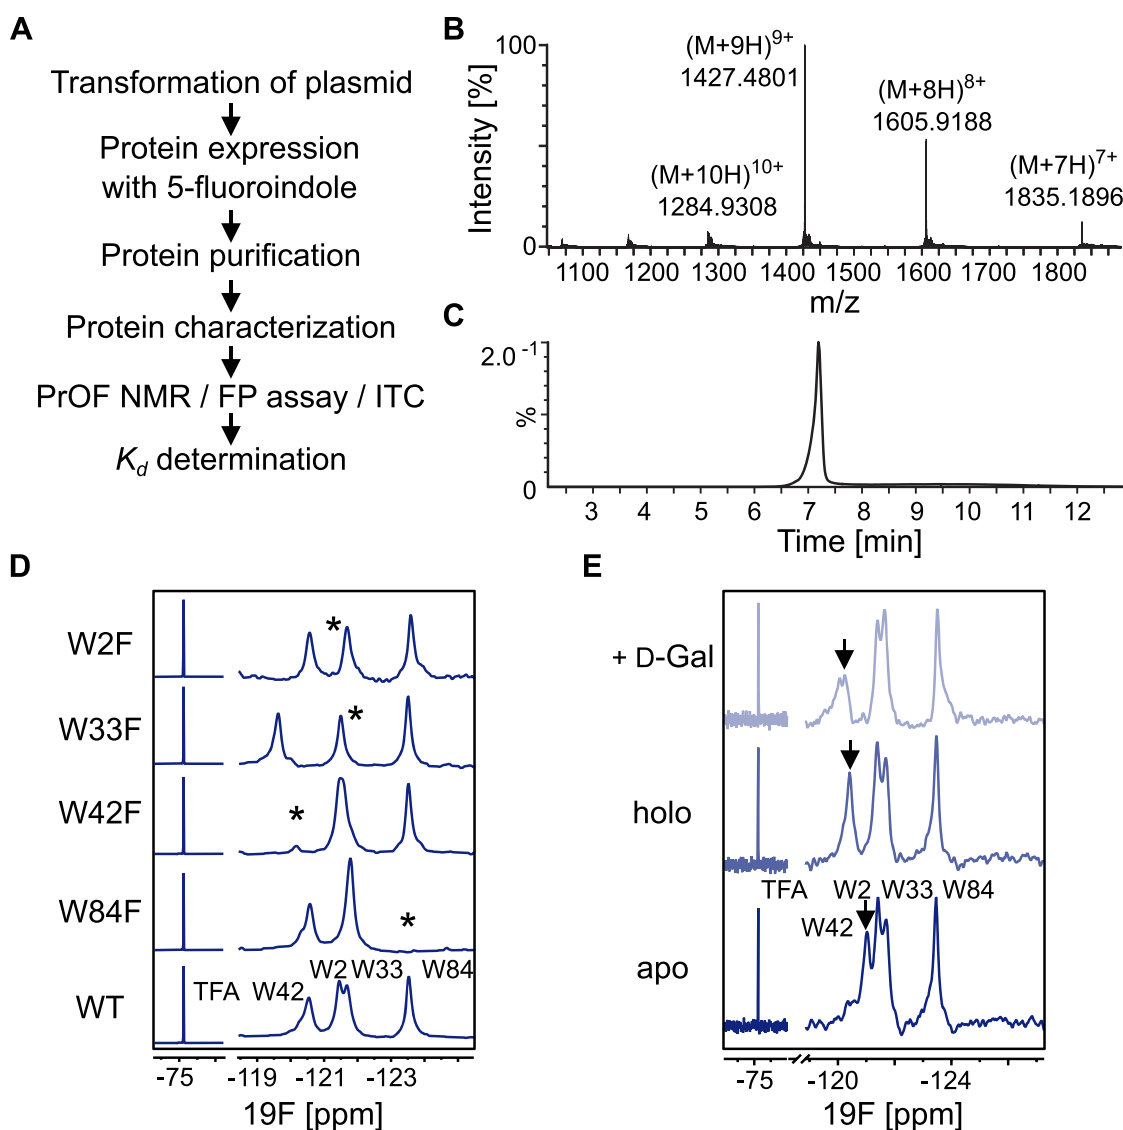 A
Transformation of plasmid
Protein expression
with 5-fluoroindole
Protein purification
Protein characterization
PrOF NMR / FP assay / ITC
Kd determination
B
Intensity [%]
100
0
(M+10H)10+
1284.9308
(M+9H)9+
1427.4801
(M+8H)8+
1605.9188
(M+7H)7+
1835.1896
1100 1200 1300 1400 1500 1600 1700 1800
m/z
C
2.0 -1
%
0
3 4 5 6 7 8 9 10 11 12
Time [min]
D
W2F
*
W33F
*
W42F
*
W84F
*
WT
TFA W42 W2 W33 W84
-75 -119 -121 -123
19F [ppm]
E
+ D-Gal
holo
TFA W2 W33 W84
W42
apo
-75 -120 -124
19F [ppm]